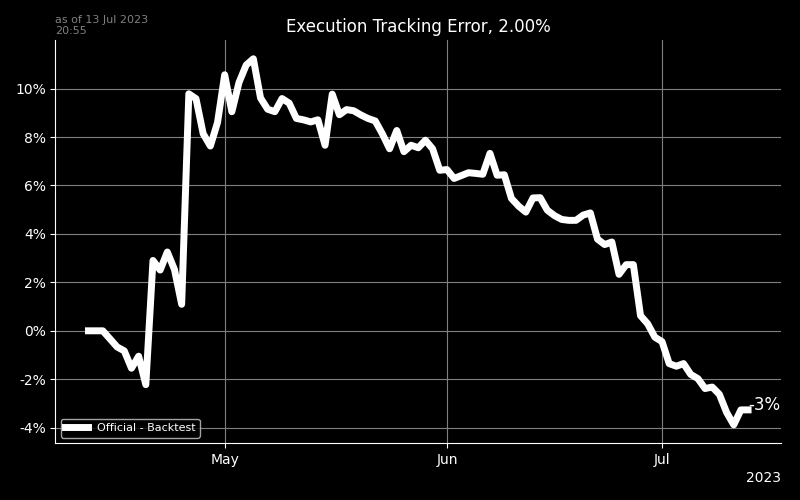 as of 13 Jul 2023
20:55
Execution Tracking Error, 2.00%
10%
8%
6%
4%
2%
0%
-2%
-4%
-3%
Official - Backtest
May
Jun
Jul
2023